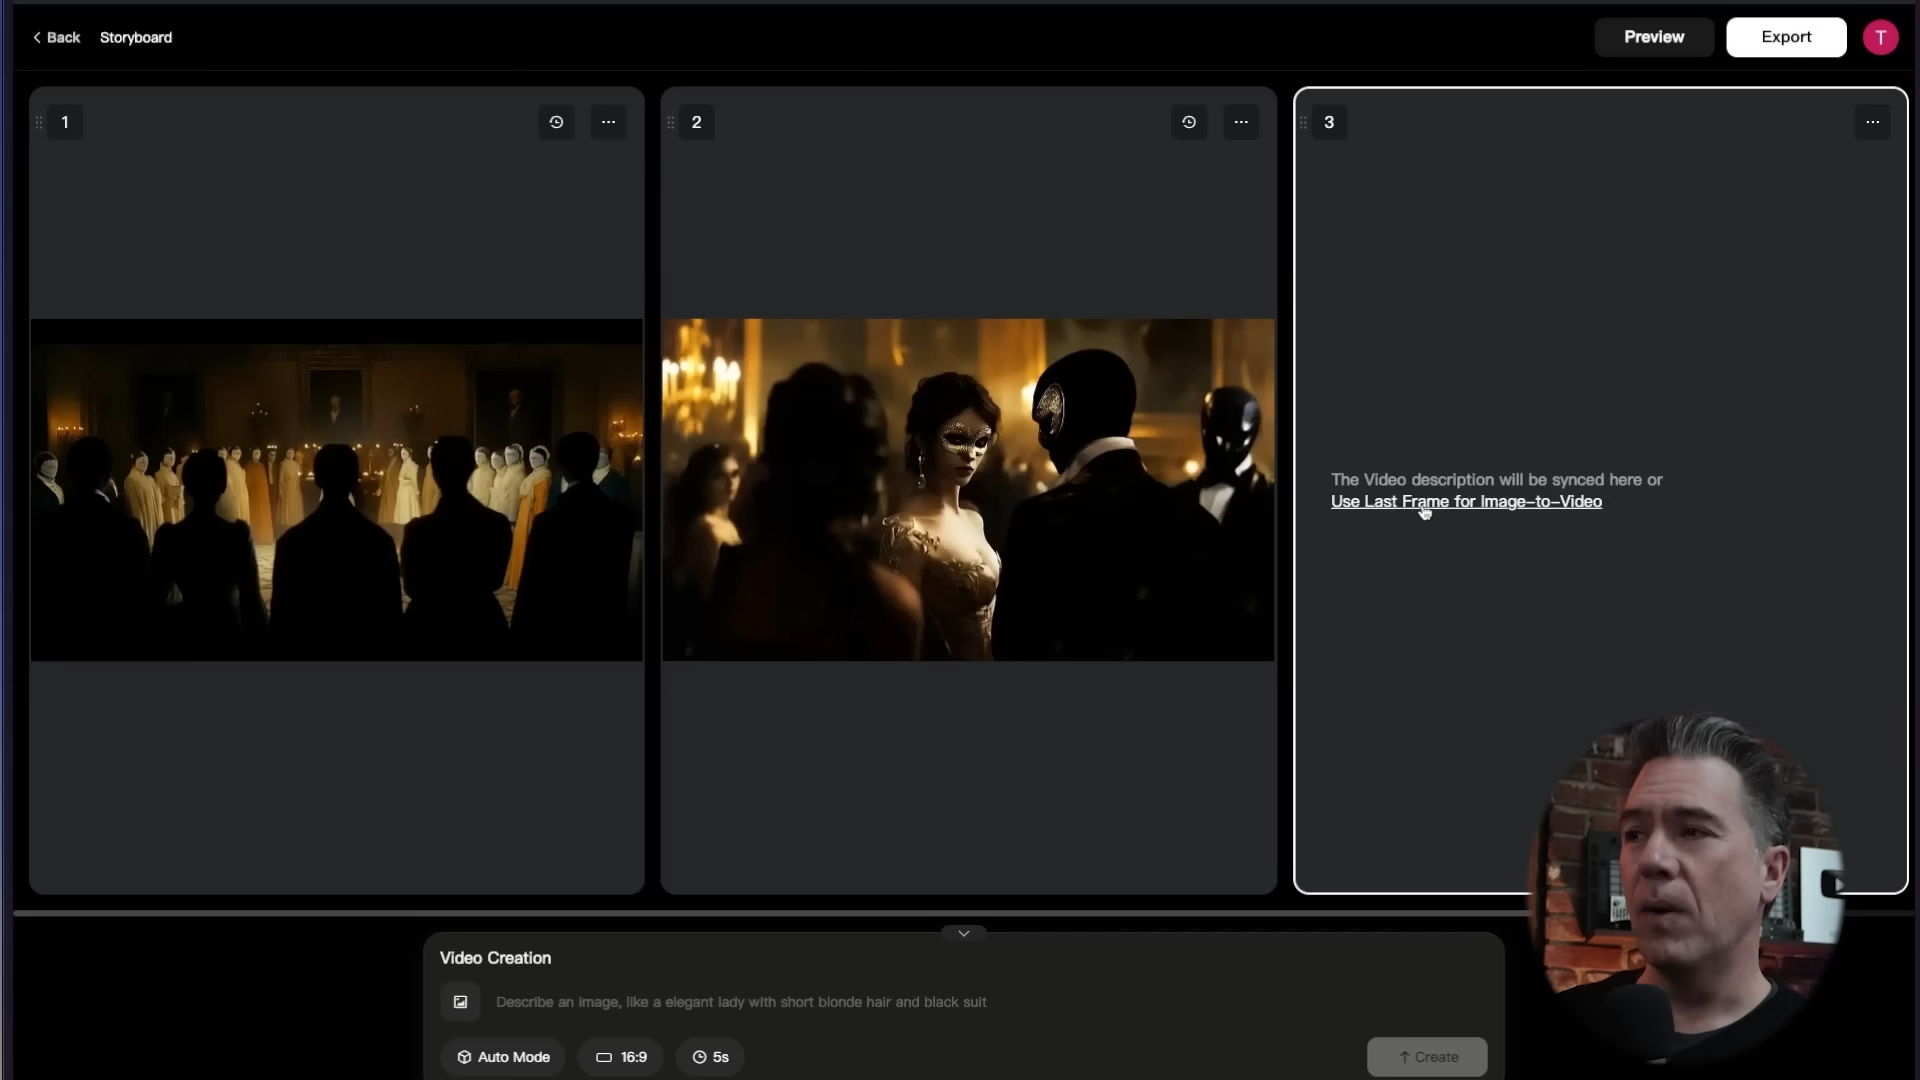 Back
Storyboard
Preview
Export
T
1
2
3
The Video description will be synced here or
Use Last Frame for Image-to-Video
Video Creation
Describe an image, like a elegant lady with short blonde hair and black suit
Auto Mode
16:9
5s
Create